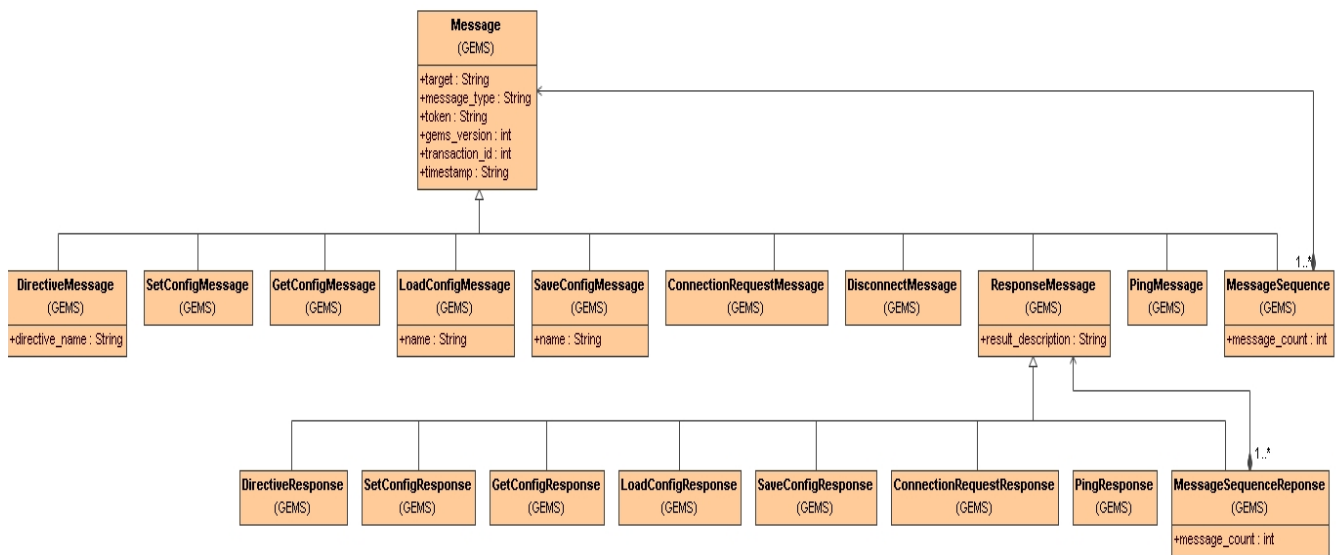 Message
(GEMS)
+target : String
+message_type : String
+token : String
+gems_version : int
+transaction_id : int
+timestamp : String
DirectiveMessage
(GEMS)
+directive_name : String
SetConfigMessage
(GEMS)
GetConfigMessage
(GEMS)
LoadConfigMessage
(GEMS)
+name : String
SaveConfigMessage
(GEMS)
+name : String
ConnectionRequestMessage
(GEMS)
DisconnectMessage
(GEMS)
ResponseMessage
(GEMS)
+result_description : String
PingMessage
(GEMS)
1..*
MessageSequence
(GEMS)
+message_count : int
DirectiveResponse
(GEMS)
SetConfigResponse
(GEMS)
GetConfigResponse
(GEMS)
LoadConfigResponse
(GEMS)
SaveConfigResponse
(GEMS)
ConnectionRequestResponse
(GEMS)
PingResponse
(GEMS)
1..*
MessageSequenceReponse
(GEMS)
+message_count : int